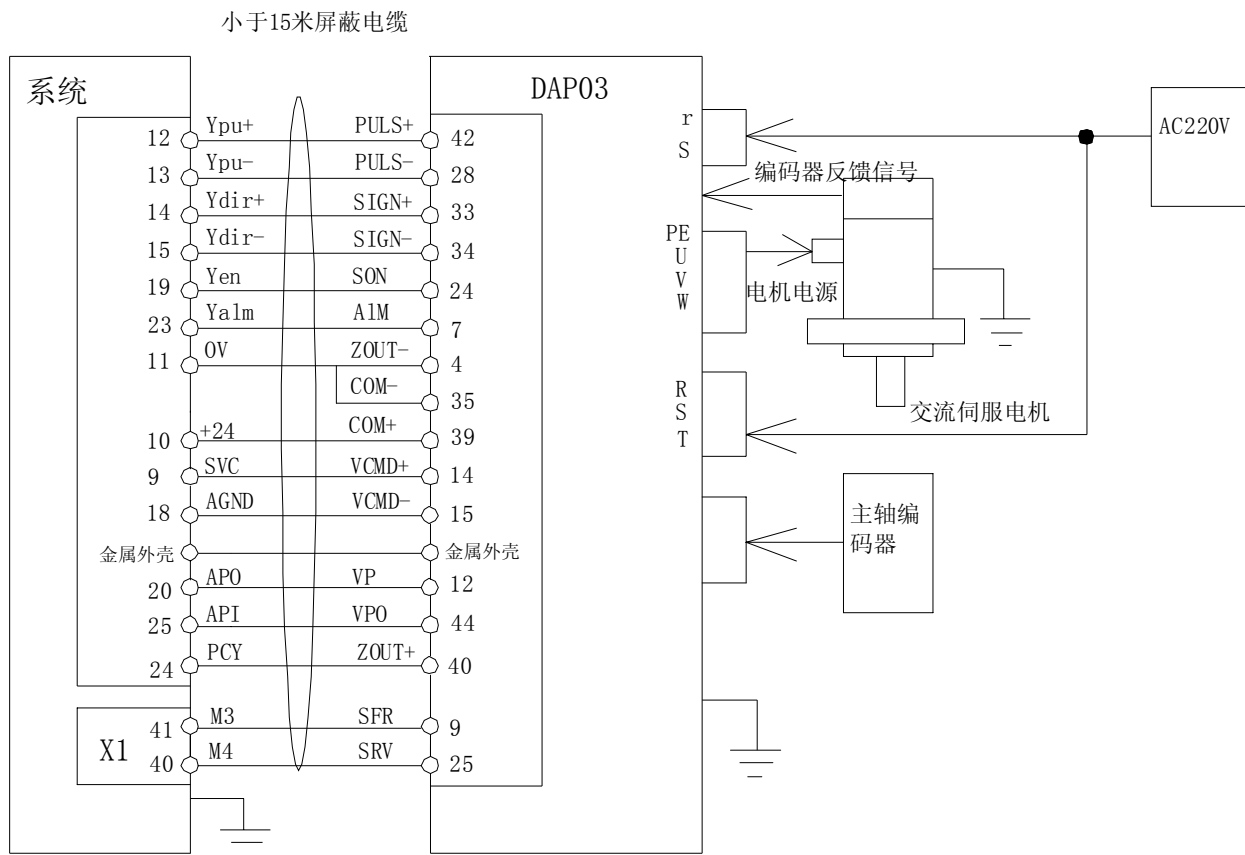 小于15米屏蔽电缆
系统
DAP03
AC220V
12 Ypu+ PULS+ 42
13 Ypu- PULS- 28
14 Ydir+ SIGN+ 33
15 Ydir- SIGN- 34
19 Yen SON 24
23 Yalm AlM 7
11 0V ZOUT- 4
COM- 35
10 +24 COM+ 39
9 SVC VCMD+ 14
18 AGND VCMD- 15
金属外壳 金属外壳
20 APO VP 12
25 API VPO 44
24 PCY ZOUT+ 40
X1
41 M3 SFR 9
40 M4 SRV 25
r
S
编码器反馈信号
PE
U
V
W
电机电源
R
S
T
交流伺服电机
主轴编
码器